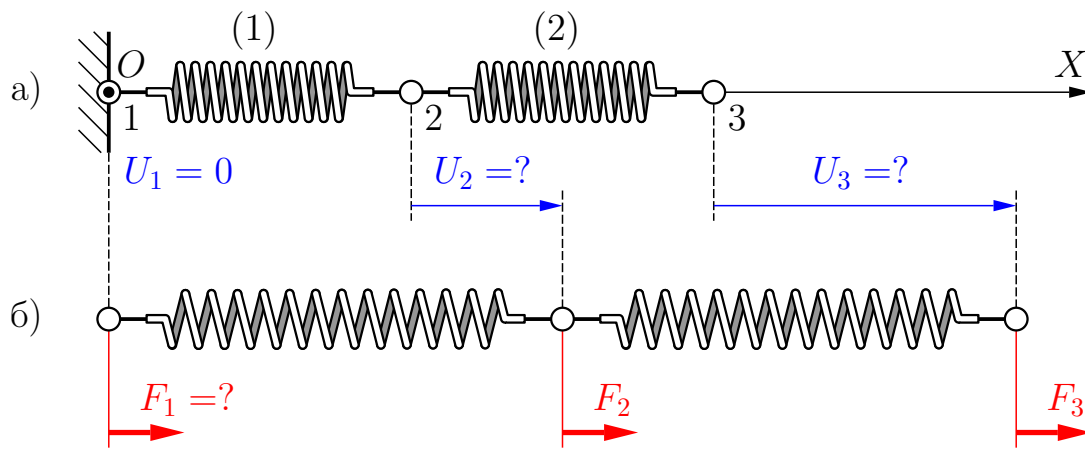 (1) (2)
а) O X
1 2 3
U₁ = 0 U₂ =? U₃ =?
б)
F₁ =? F₂ F₃